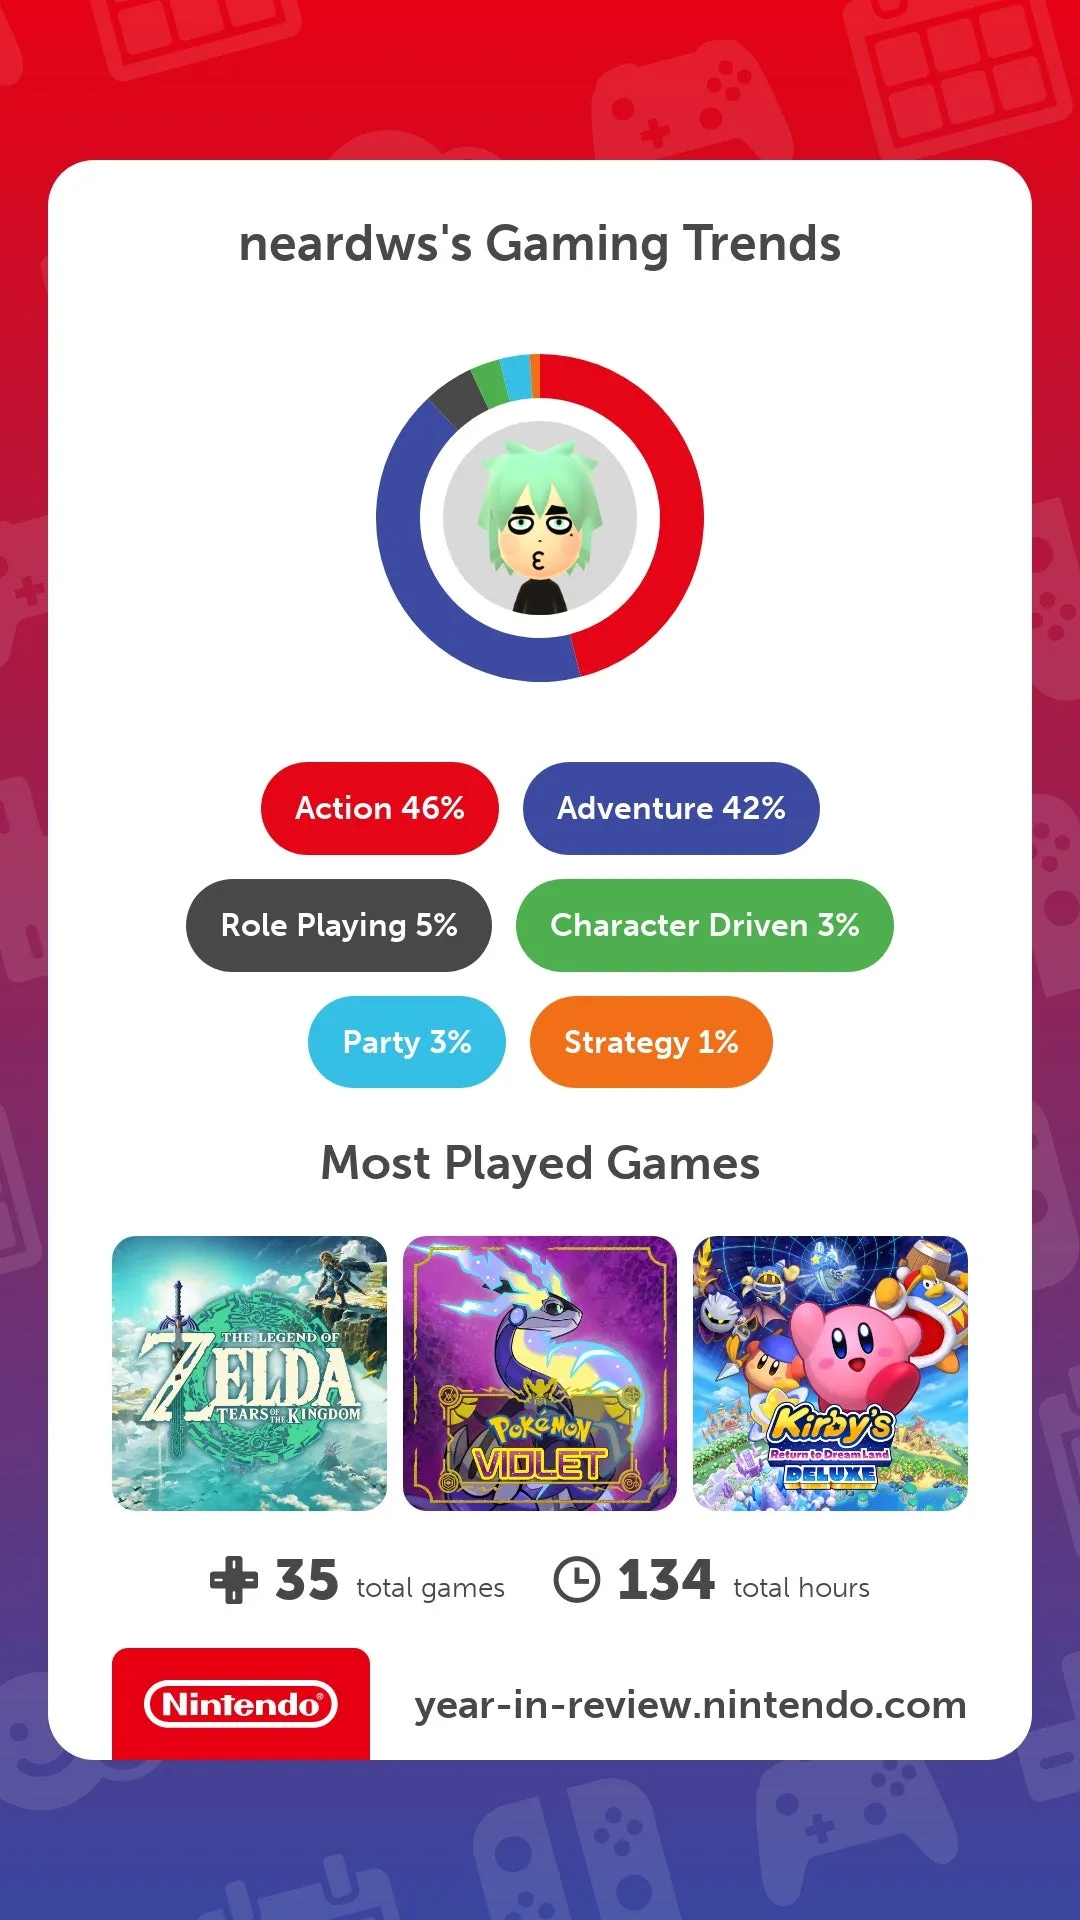 neardws's Gaming Trends
Action 46%
Adventure 42%
Role Playing 5%
Character Driven 3%
Party 3%
Strategy 1%
Most Played Games
THE LEGEND OF
ZELDA
TEARS OF THE KINGDOM
POKéMON
VIOLET
Kirby's
Return to Dream Land
DELUXE
35 total games
134 total hours
Nintendo®
year-in-review.nintendo.com